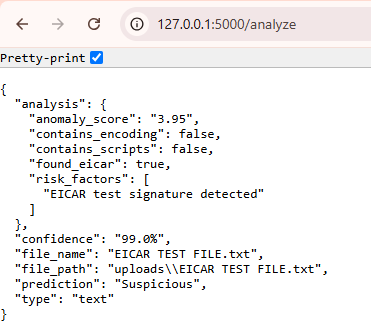 127.0.0.1:5000/analyze
Pretty-print
{
  "analysis": {
    "anomaly_score": "3.95",
    "contains_encoding": false,
    "contains_scripts": false,
    "found_eicar": true,
    "risk_factors": [
      "EICAR test signature detected"
    ]
  },
  "confidence": "99.0%",
  "file_name": "EICAR TEST FILE.txt",
  "file_path": "uploads\\EICAR TEST FILE.txt",
  "prediction": "Suspicious",
  "type": "text"
}